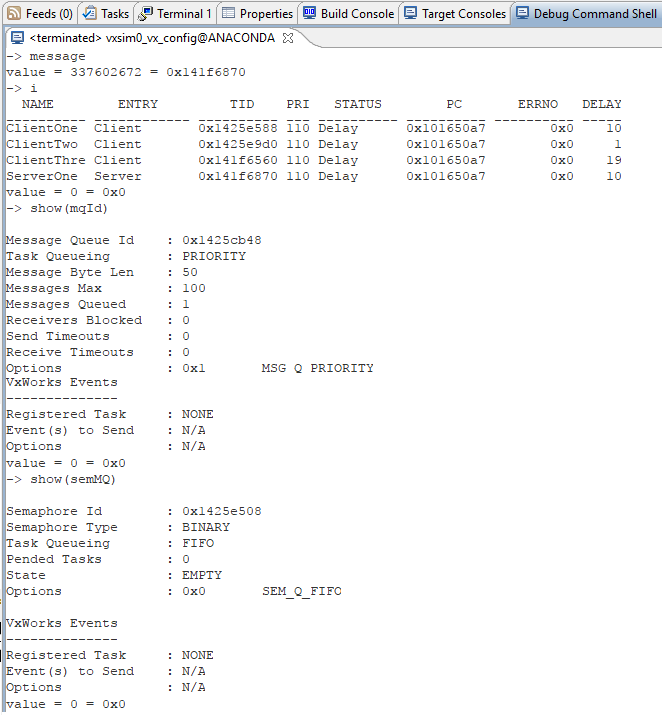 Feeds (0) Tasks Terminal 1 Properties Build Console Target Consoles Debug Command Shell
<terminated> vxsim0_vx_config@ANACONDA
-> message
value = 337602672 = 0x141f6870
-> i
NAME ENTRY TID PRI STATUS PC ERRNO DELAY
---------- ------------ ---------- --- ---------- ---------- ---------- -----
ClientOne Client 0x1425e588 110 Delay 0x101650a7 0x0 10
ClientTwo Client 0x1425e9d0 110 Delay 0x101650a7 0x0 1
ClientThre Client 0x141f6560 110 Delay 0x101650a7 0x0 19
ServerOne Server 0x141f6870 110 Delay 0x101650a7 0x0 10
value = 0 = 0x0
-> show(mqId)
Message Queue Id : 0x1425cb48
Task Queueing : PRIORITY
Message Byte Len : 50
Messages Max : 100
Messages Queued : 1
Receivers Blocked : 0
Send Timeouts : 0
Receive Timeouts : 0
Options : 0x1 MSG_Q_PRIORITY
VxWorks Events
--------------
Registered Task : NONE
Event(s) to Send : N/A
Options : N/A
value = 0 = 0x0
-> show(semMQ)
Semaphore Id : 0x1425e508
Semaphore Type : BINARY
Task Queueing : FIFO
Pended Tasks : 0
State : EMPTY
Options : 0x0 SEM_Q_FIFO
VxWorks Events
--------------
Registered Task : NONE
Event(s) to Send : N/A
Options : N/A
value = 0 = 0x0